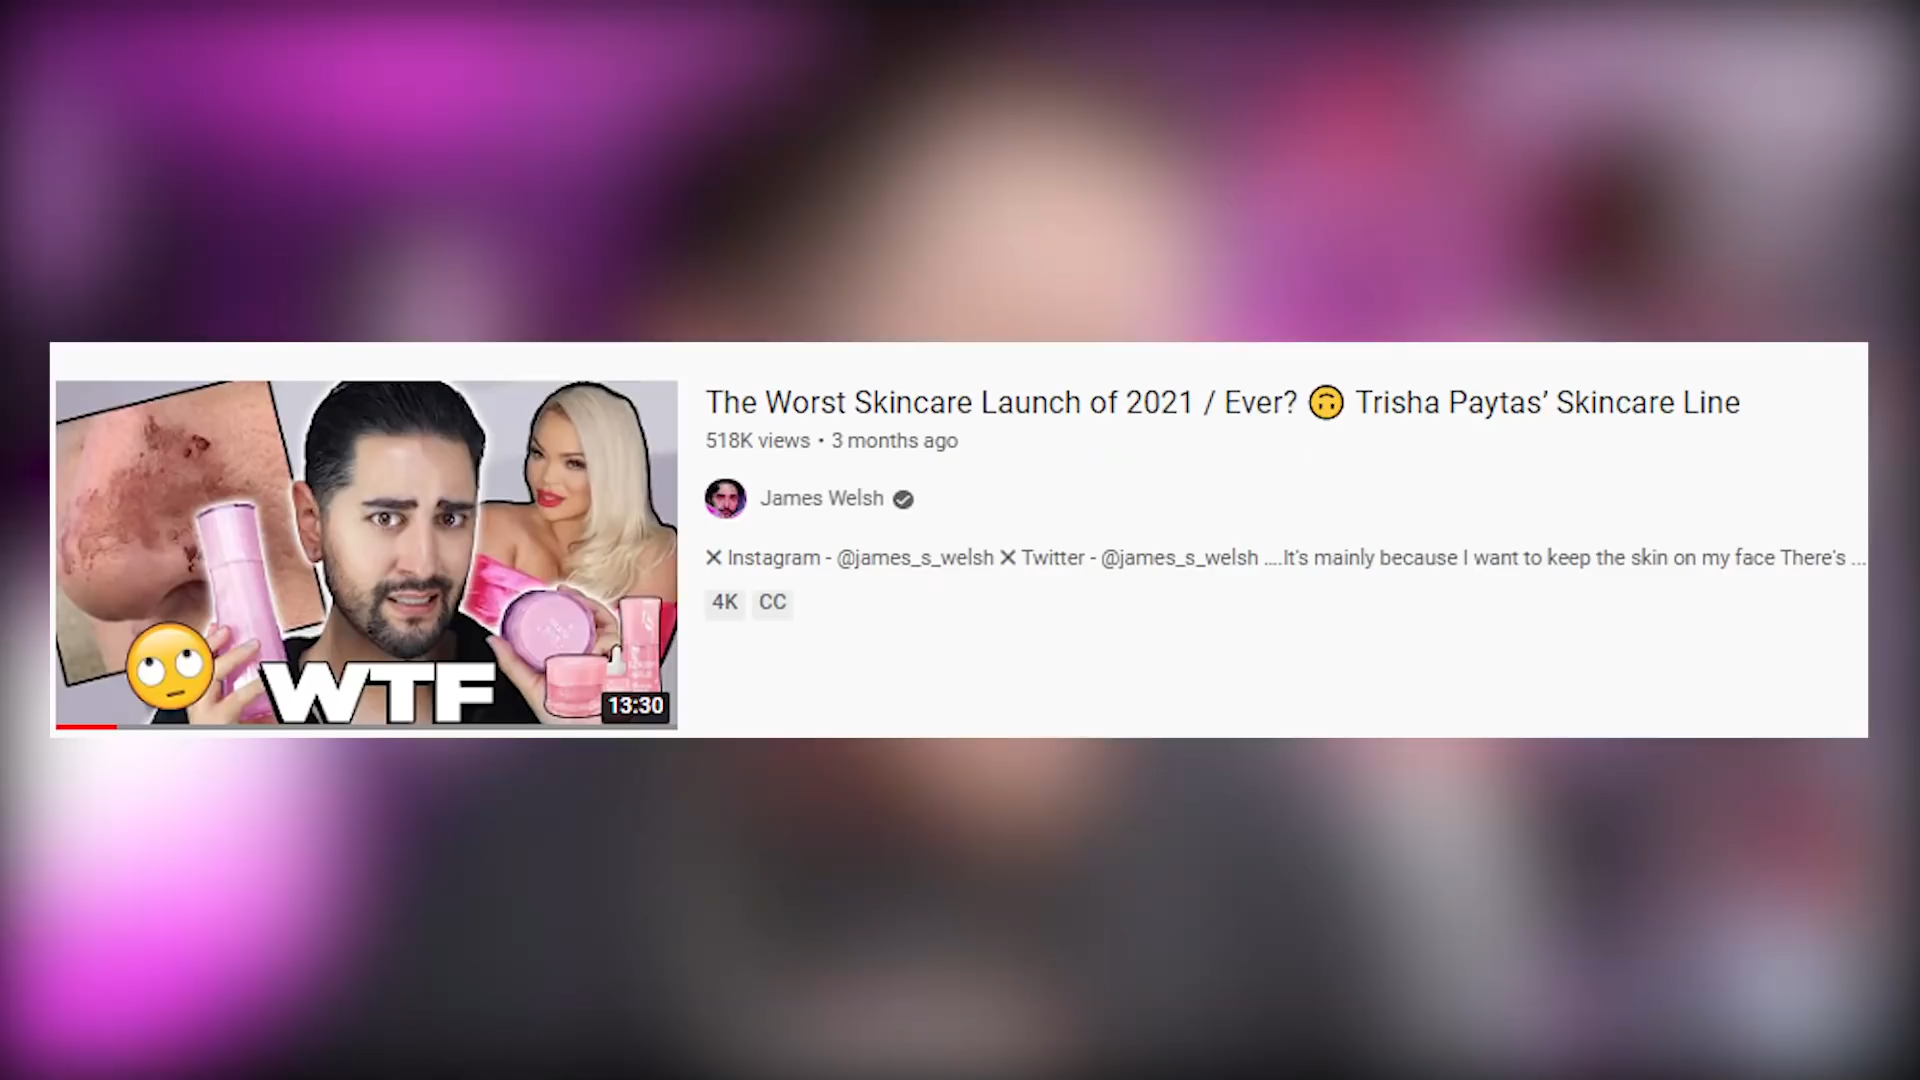 The Worst Skincare Launch of 2021 / Ever? 🙃 Trisha Paytas’ Skincare Line
518K views • 3 months ago
James Welsh
✕ Instagram - @james_s_welsh ✕ Twitter - @james_s_welsh ....It's mainly because I want to keep the skin on my face There's ...
4K CC
WTF
13:30